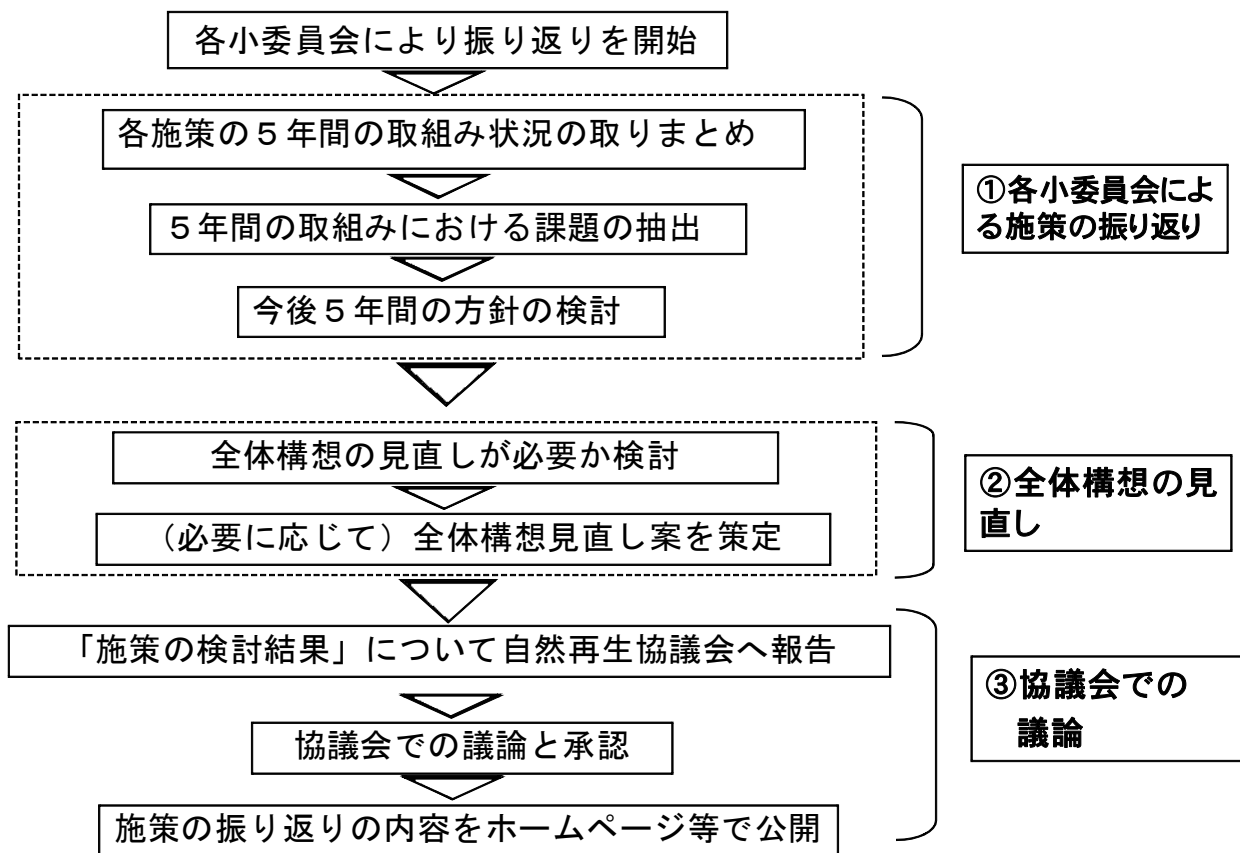 各小委員会により振り返りを開始
各施策の５年間の取組み状況の取りまとめ
５年間の取組みにおける課題の抽出
今後５年間の方針の検討
①各小委員会によ
る施策の振り返り
全体構想の見直しが必要か検討
（必要に応じて）全体構想見直し案を策定
②全体構想の見
直し
「施策の検討結果」について自然再生協議会へ報告
協議会での議論と承認
施策の振り返りの内容をホームページ等で公開
③協議会での
議論